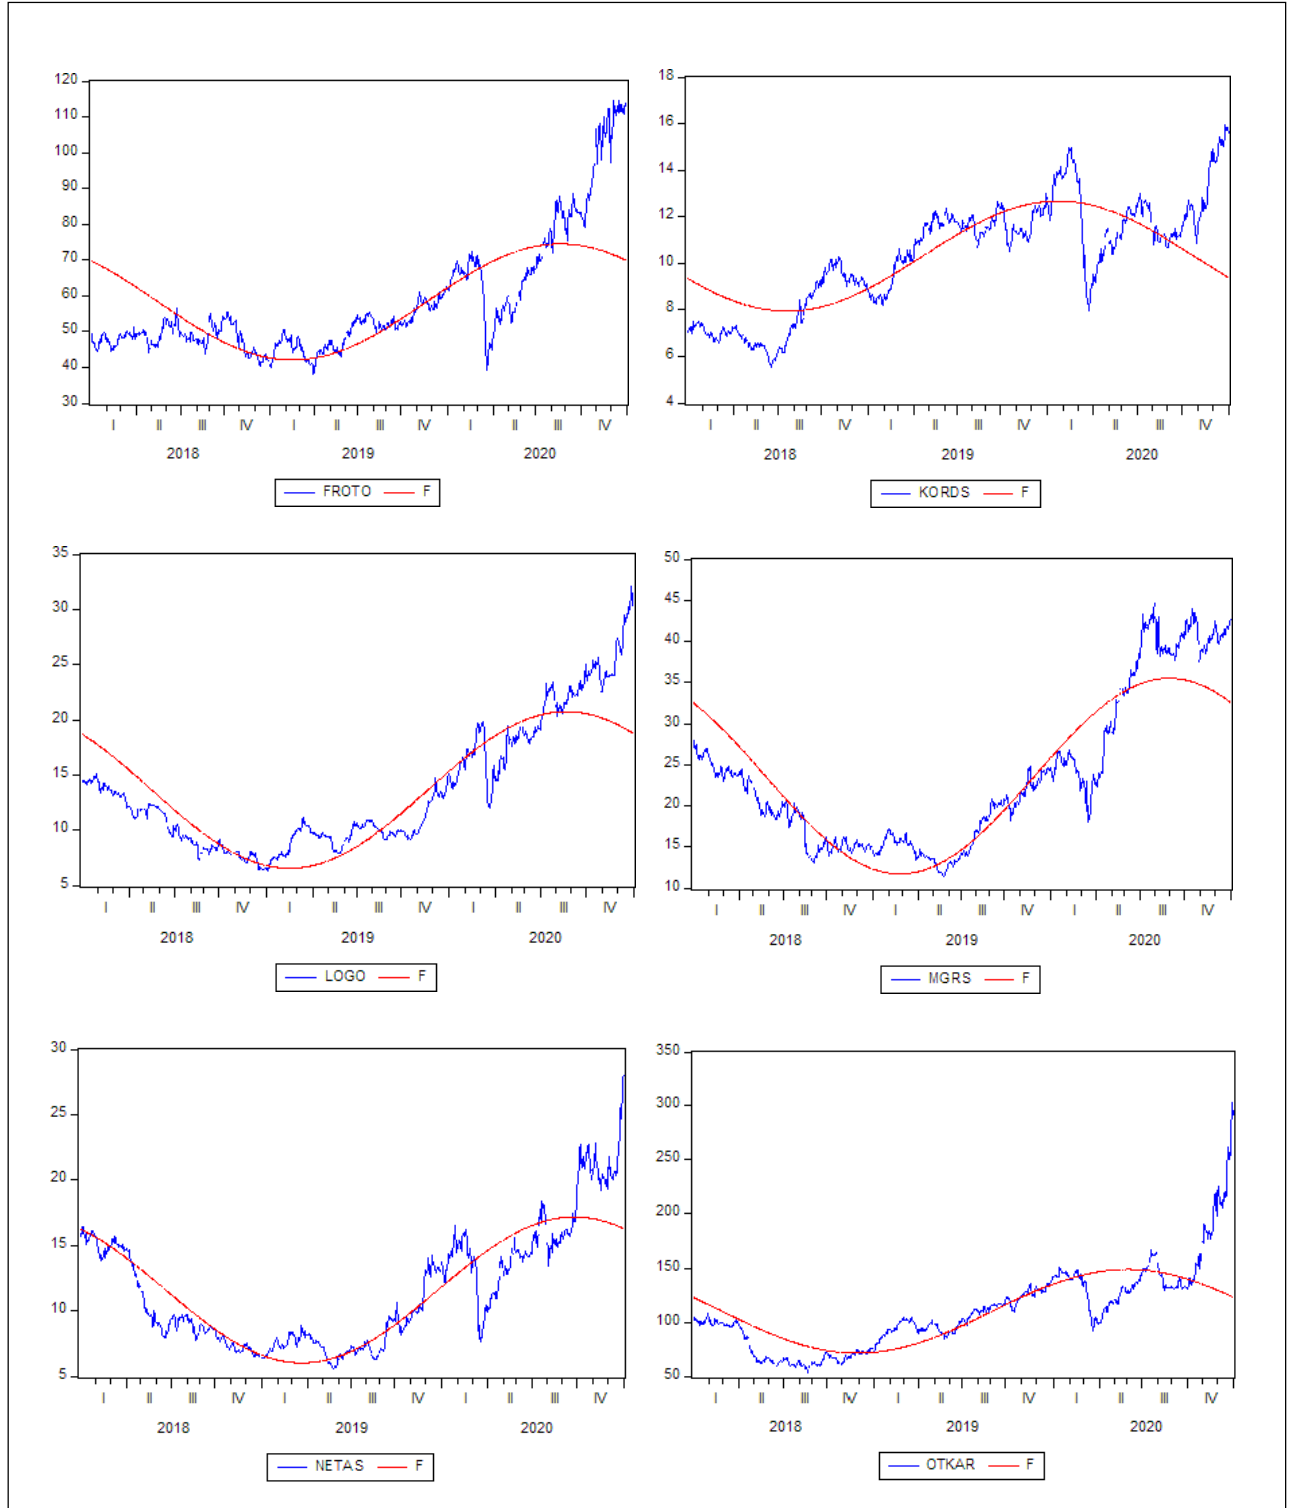 120
110
100
90
80
70
60
50
40
30
I II III IV I II III IV I II III IV
2018 2019 2020
FROTO F
18
16
14
12
10
8
6
4
I II III IV I II III IV I II III IV
2018 2019 2020
KORDS F
35
30
25
20
15
10
5
I II III IV I II III IV I II III IV
2018 2019 2020
LOGO F
50
45
40
35
30
25
20
15
10
I II III IV I II III IV I II III IV
2018 2019 2020
MGRS F
30
25
20
15
10
5
I II III IV I II III IV I II III IV
2018 2019 2020
NETAS F
350
300
250
200
150
100
50
I II III IV I II III IV I II III IV
2018 2019 2020
OTKAR F